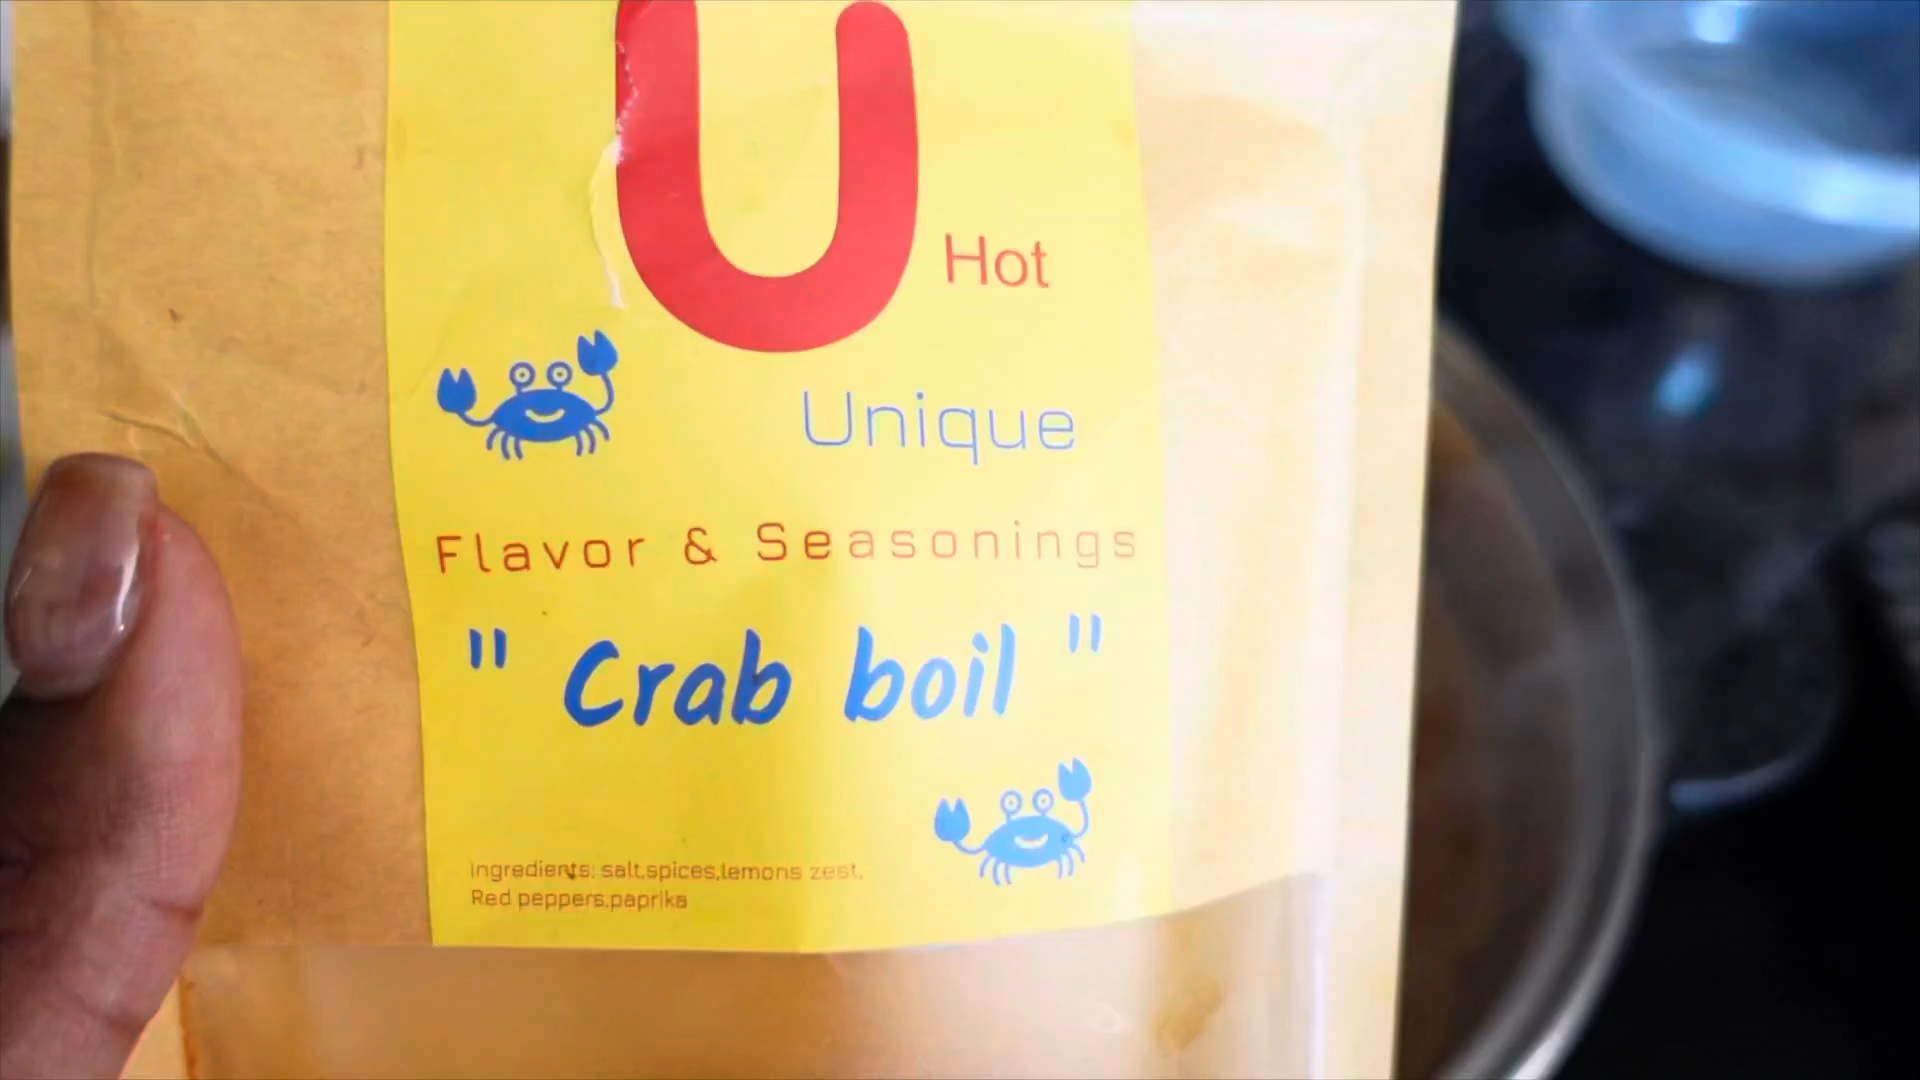 U
Hot
Unique
Flavor & Seasonings
" Crab boil "
Ingredients: salt,spices,lemons zest,
Red peppers,paprika